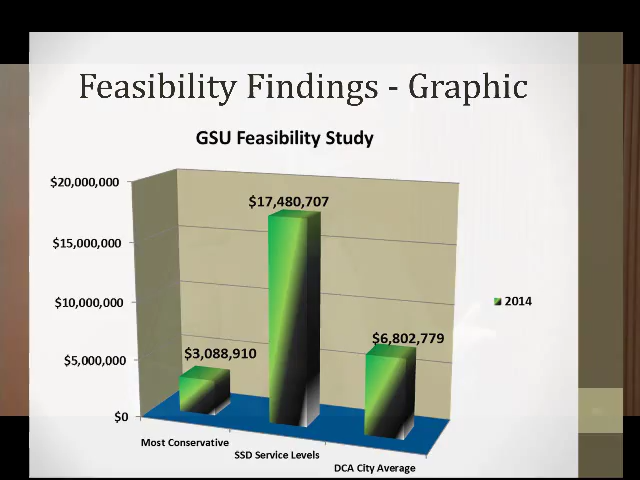 Feasibility Findings - Graphic
GSU Feasibility Study
$20,000,000
$17,480,707
$15,000,000
$10,000,000
2014
$6,802,779
$5,000,000
$3,088,910
$0
Most Conservative
SSD Service Levels
DCA City Average